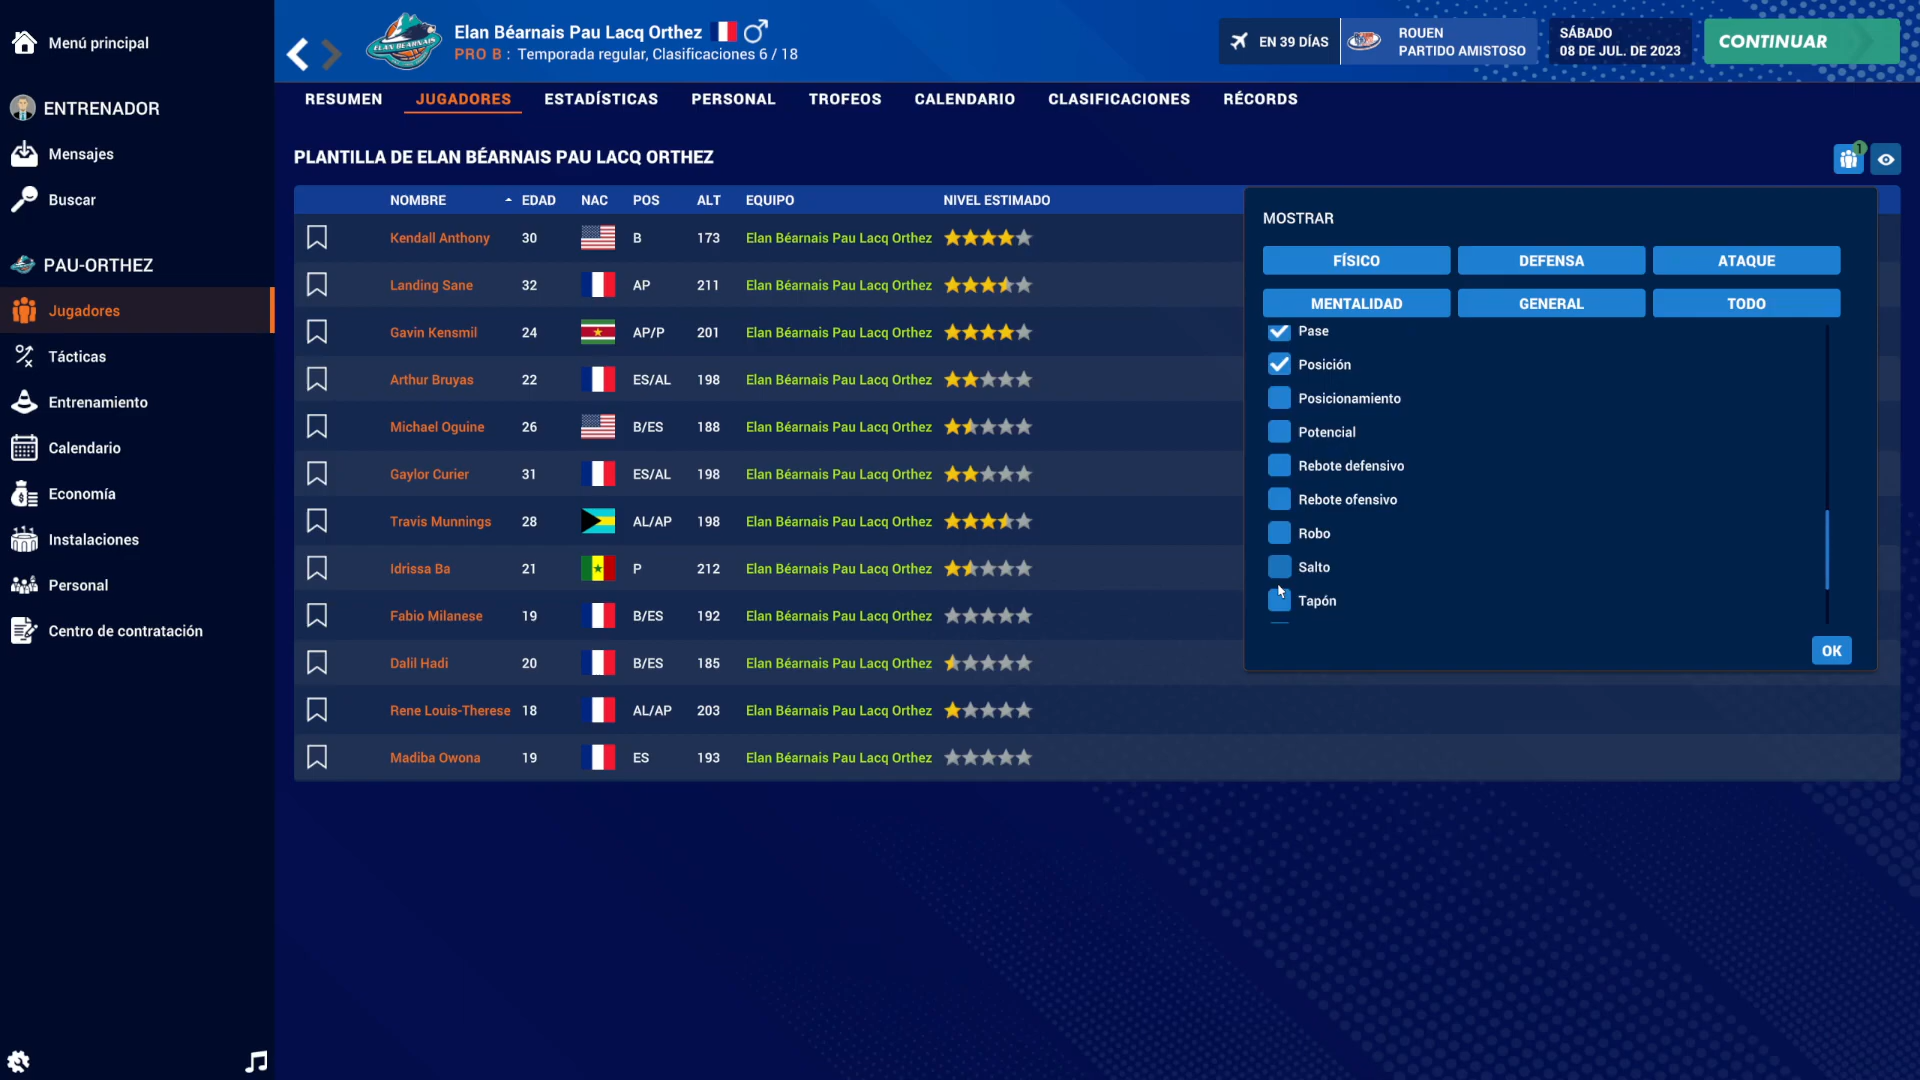 Menú principal
ENTRENADOR
Mensajes
Buscar
PAU-ORTHEZ
Jugadores
Tácticas
Entrenamiento
Calendario
Economía
Instalaciones
Personal
Centro de contratación
ELAN BÉARNAIS
Elan Béarnais Pau Lacq Orthez
PRO B : Temporada regular, Clasificaciones 6 / 18
EN 39 DÍAS
ROUEN
PARTIDO AMISTOSO
SÁBADO
08 DE JUL. DE 2023
CONTINUAR
RESUMEN JUGADORES ESTADÍSTICAS PERSONAL TROFEOS CALENDARIO CLASIFICACIONES RÉCORDS
PLANTILLA DE ELAN BÉARNAIS PAU LACQ ORTHEZ
1
NOMBRE EDAD NAC POS ALT EQUIPO NIVEL ESTIMADO
Kendall Anthony 30 B 173 Elan Béarnais Pau Lacq Orthez
Landing Sane 32 AP 211 Elan Béarnais Pau Lacq Orthez
Gavin Kensmil 24 AP/P 201 Elan Béarnais Pau Lacq Orthez
Arthur Bruyas 22 ES/AL 198 Elan Béarnais Pau Lacq Orthez
Michael Oguine 26 B/ES 188 Elan Béarnais Pau Lacq Orthez
Gaylor Curier 31 ES/AL 198 Elan Béarnais Pau Lacq Orthez
Travis Munnings 28 AL/AP 198 Elan Béarnais Pau Lacq Orthez
Idrissa Ba 21 P 212 Elan Béarnais Pau Lacq Orthez
Fabio Milanese 19 B/ES 192 Elan Béarnais Pau Lacq Orthez
Dalil Hadi 20 B/ES 185 Elan Béarnais Pau Lacq Orthez
Rene Louis-Therese 18 AL/AP 203 Elan Béarnais Pau Lacq Orthez
Madiba Owona 19 ES 193 Elan Béarnais Pau Lacq Orthez
MOSTRAR
FÍSICO DEFENSA ATAQUE
MENTALIDAD GENERAL TODO
Pase
Posición
Posicionamiento
Potencial
Rebote defensivo
Rebote ofensivo
Robo
Salto
Tapón
OK